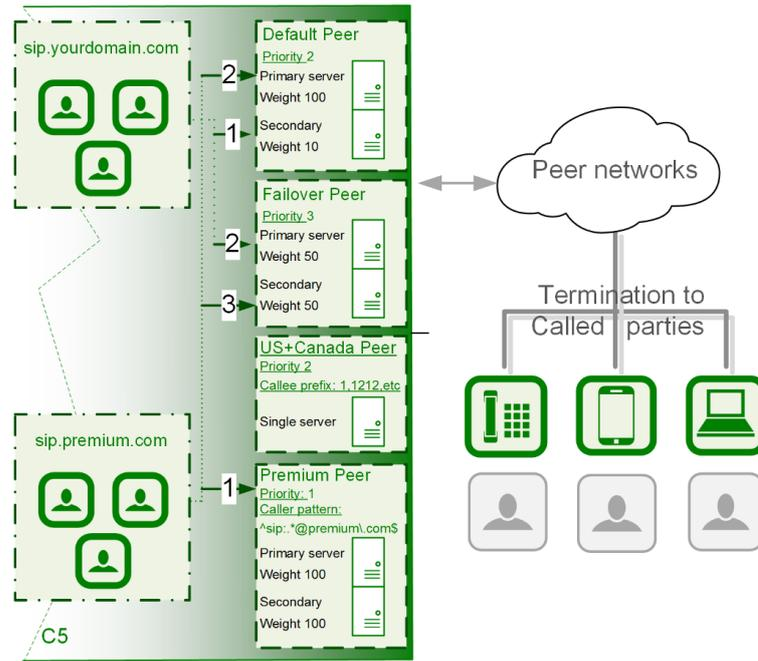 sip.yourdomain.com
Default Peer
Priority 2
Primary server
Weight 100
Secondary
Weight 10
2
1
Failover Peer
Priority 3
Primary server
Weight 50
Secondary
Weight 50
2
3
US+Canada Peer
Priority 2
Callee prefix: 1,1212,etc
Single server
sip.premium.com
1
Premium Peer
Priority: 1
Caller pattern:
^sip:.*@premium\.com$
Primary server
Weight 100
Secondary
Weight 100
C5
Peer networks
Termination to
Called parties